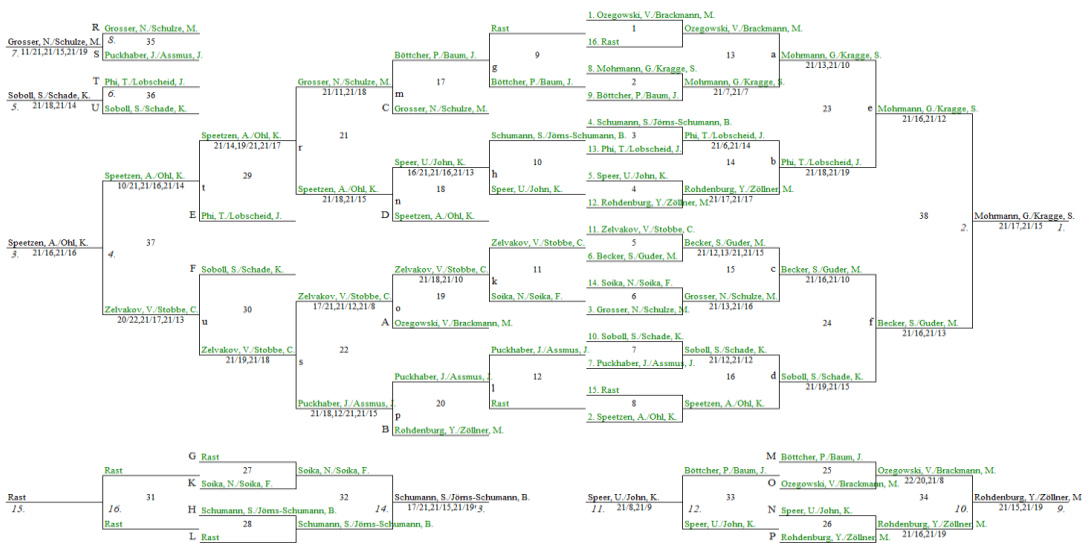 1. Ozegowski, V./Brackmann, M.
R Grosser, N./Schulze, M. Rast 1 Ozegowski, V./Brackmann, M.
Grosser, N./Schulze, M. 8. 35 16. Rast
7. 11/21,21/15,21/19 S Puckhaber, J./Assmus, J. Böttcher, P./Baum, J. 9 13 a Mohmann, G./Kragge, S.
21/13,21/10
g 8. Mohmann, G./Kragge, S.
T Phi, T./Lobscheid, J. Grosser, N./Schulze, M. 17 Böttcher, P./Baum, J. 2 Mohmann, G./Kragge, S.
21/11,21/18 21/7,21/7
Soboll, S./Schade, K. 6. 36 m 9. Böttcher, P./Baum, J.
5. 21/18,21/14 U Soboll, S./Schade, K. C Grosser, N./Schulze, M. 23 e Mohmann, G./Kragge, S.
21/16,21/12
4. Schumann, S./Jörns-Schumann, B.
Speetzen, A./Ohl, K. 21 Schumann, S./Jörns-Schumann, B. 3 Phi, T./Lobscheid, J.
21/14,19/21,21/17 21/6,21/14
r 13. Phi, T./Lobscheid, J.
Speer, U./John, K. 10 14 b Phi, T./Lobscheid, J.
16/21,21/16,21/13 21/18,21/19
Speetzen, A./Ohl, K. 29 h 5. Speer, U./John, K.
10/21,21/16,21/14 t Speetzen, A./Ohl, K. 18 Speer, U./John, K. 4 Rohdenburg, Y./Zöllner, M.
21/18,21/15 n 21/17,21/17
12. Rohdenburg, Y./Zöllner, M.
E Phi, T./Lobscheid, J. D Speetzen, A./Ohl, K. 38 Mohmann, G./Kragge, S.
2. 21/17,21/15 1.
11. Zelvakov, V./Stobbe, C.
Speetzen, A./Ohl, K. 37 Zelvakov, V./Stobbe, C. 5 Becker, S./Guder, M.
3. 21/16,21/16 4. 21/12,13/21,21/15
6. Becker, S./Guder, M.
F Soboll, S./Schade, K. Zelvakov, V./Stobbe, C. 11 15 c Becker, S./Guder, M.
21/18,21/10 k 21/16,21/10
14. Soika, N./Soika, F.
Zelvakov, V./Stobbe, C. 30 Zelvakov, V./Stobbe, C. 19 Soika, N./Soika, F. 6 Grosser, N./Schulze, M.
20/22,21/17,21/13 u 17/21,21/12,21/8 o 21/13,21/16
3. Grosser, N./Schulze, M.
A Ozegowski, V./Brackmann, M. 24 f Becker, S./Guder, M.
21/16,21/13
10. Soboll, S./Schade, K.
Zelvakov, V./Stobbe, C. 22 Puckhaber, J./Assmus, J. 7 Soboll, S./Schade, K.
21/19,21/18 s 21/12,21/12
7. Puckhaber, J./Assmus, J.
Puckhaber, J./Assmus, J. 12 16 d Soboll, S./Schade, K.
l 21/19,21/15
15. Rast
Puckhaber, J./Assmus, J. 20 Rast 8 Speetzen, A./Ohl, K.
21/18,12/21,21/15 p
2. Speetzen, A./Ohl, K.
B Rohdenburg, Y./Zöllner, M.
G Rast M Böttcher, P./Baum, J.
Rast 27 Soika, N./Soika, F. Böttcher, P./Baum, J. 25 Ozegowski, V./Brackmann, M.
22/20,21/8
K Soika, N./Soika, F. O Ozegowski, V./Brackmann, M.
Rast 31 32 Schumann, S./Jörns-Schumann, B. Speer, U./John, K. 33 34 Rohdenburg, Y./Zöllner, M.
15. 16. 14. 17/21,21/15,21/19 13. 11. 21/8,21/9 12. 10. 21/15,21/19 9.
H Schumann, S./Jörns-Schumann, B. N Speer, U./John, K.
Rast 28 Schumann, S./Jörns-Schumann, B. Speer, U./John, K. 26 Rohdenburg, Y./Zöllner, M.
21/16,21/19
L Rast P Rohdenburg, Y./Zöllner, M.